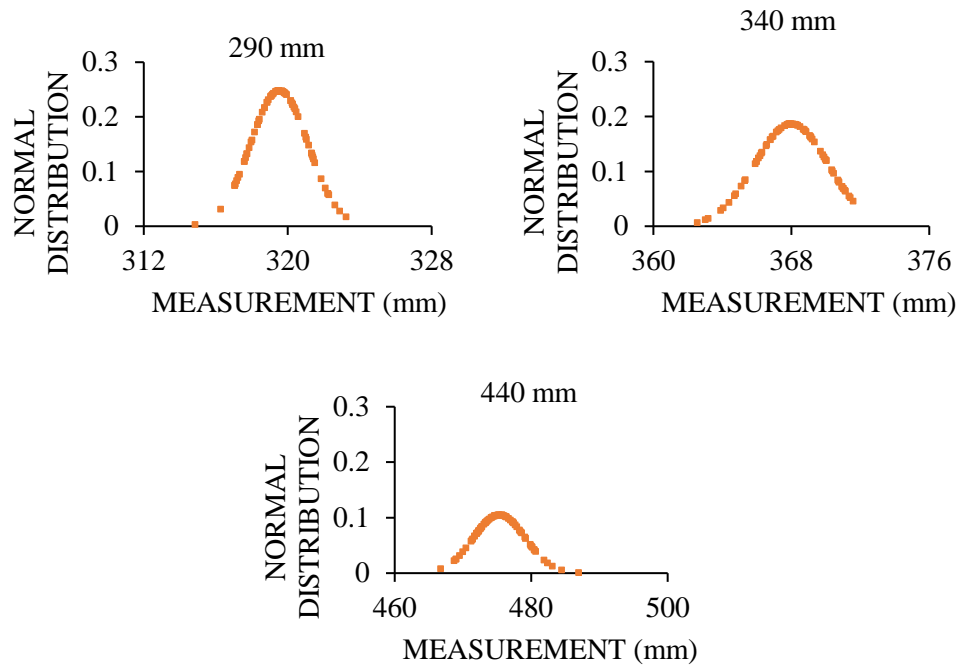 290 mm
0.3
0.2
0.1
0
NORMAL
DISTRIBUTION
312 320 328
MEASUREMENT (mm)
340 mm
0.3
0.2
0.1
0
NORMAL
DISTRIBUTION
360 368 376
MEASUREMENT (mm)
440 mm
0.3
0.2
0.1
0
NORMAL
DISTRIBUTION
460 480 500
MEASUREMENT (mm)